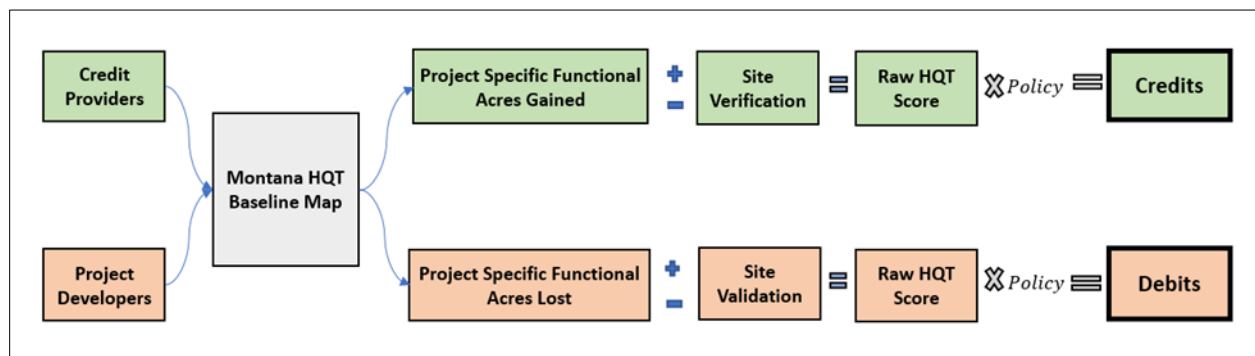 Credit
Providers
Montana HQT
Baseline Map
Project Specific Functional
Acres Gained
+
−
Site
Verification
=
Raw HQT
Score
× Policy
=
Credits
Project
Developers
Project Specific Functional
Acres Lost
+
−
Site
Validation
=
Raw HQT
Score
× Policy
=
Debits